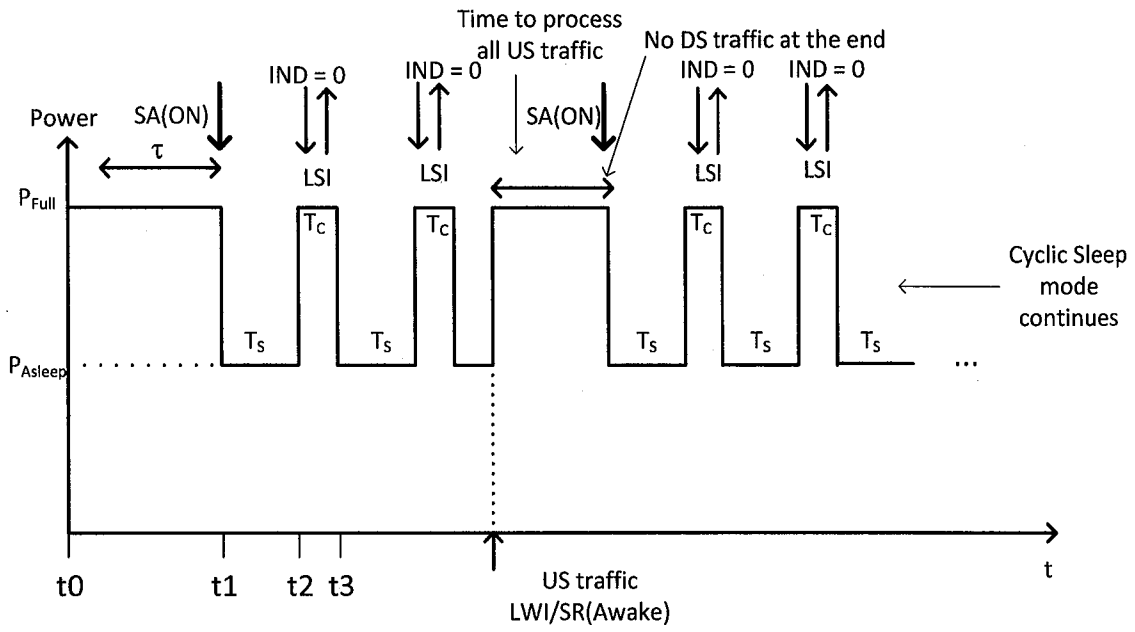 Time to process
all US traffic
No DS traffic at the end
IND = 0
IND = 0
IND = 0
IND = 0
Power
SA(ON)
SA(ON)
τ
LSI
LSI
LSI
LSI
PFull
TC
TC
TC
TC
Cyclic Sleep
mode
continues
TS
TS
TS
TS
TS
PAsleep
...
t0
t1
t2
t3
t
US traffic
LWI/SR(Awake)